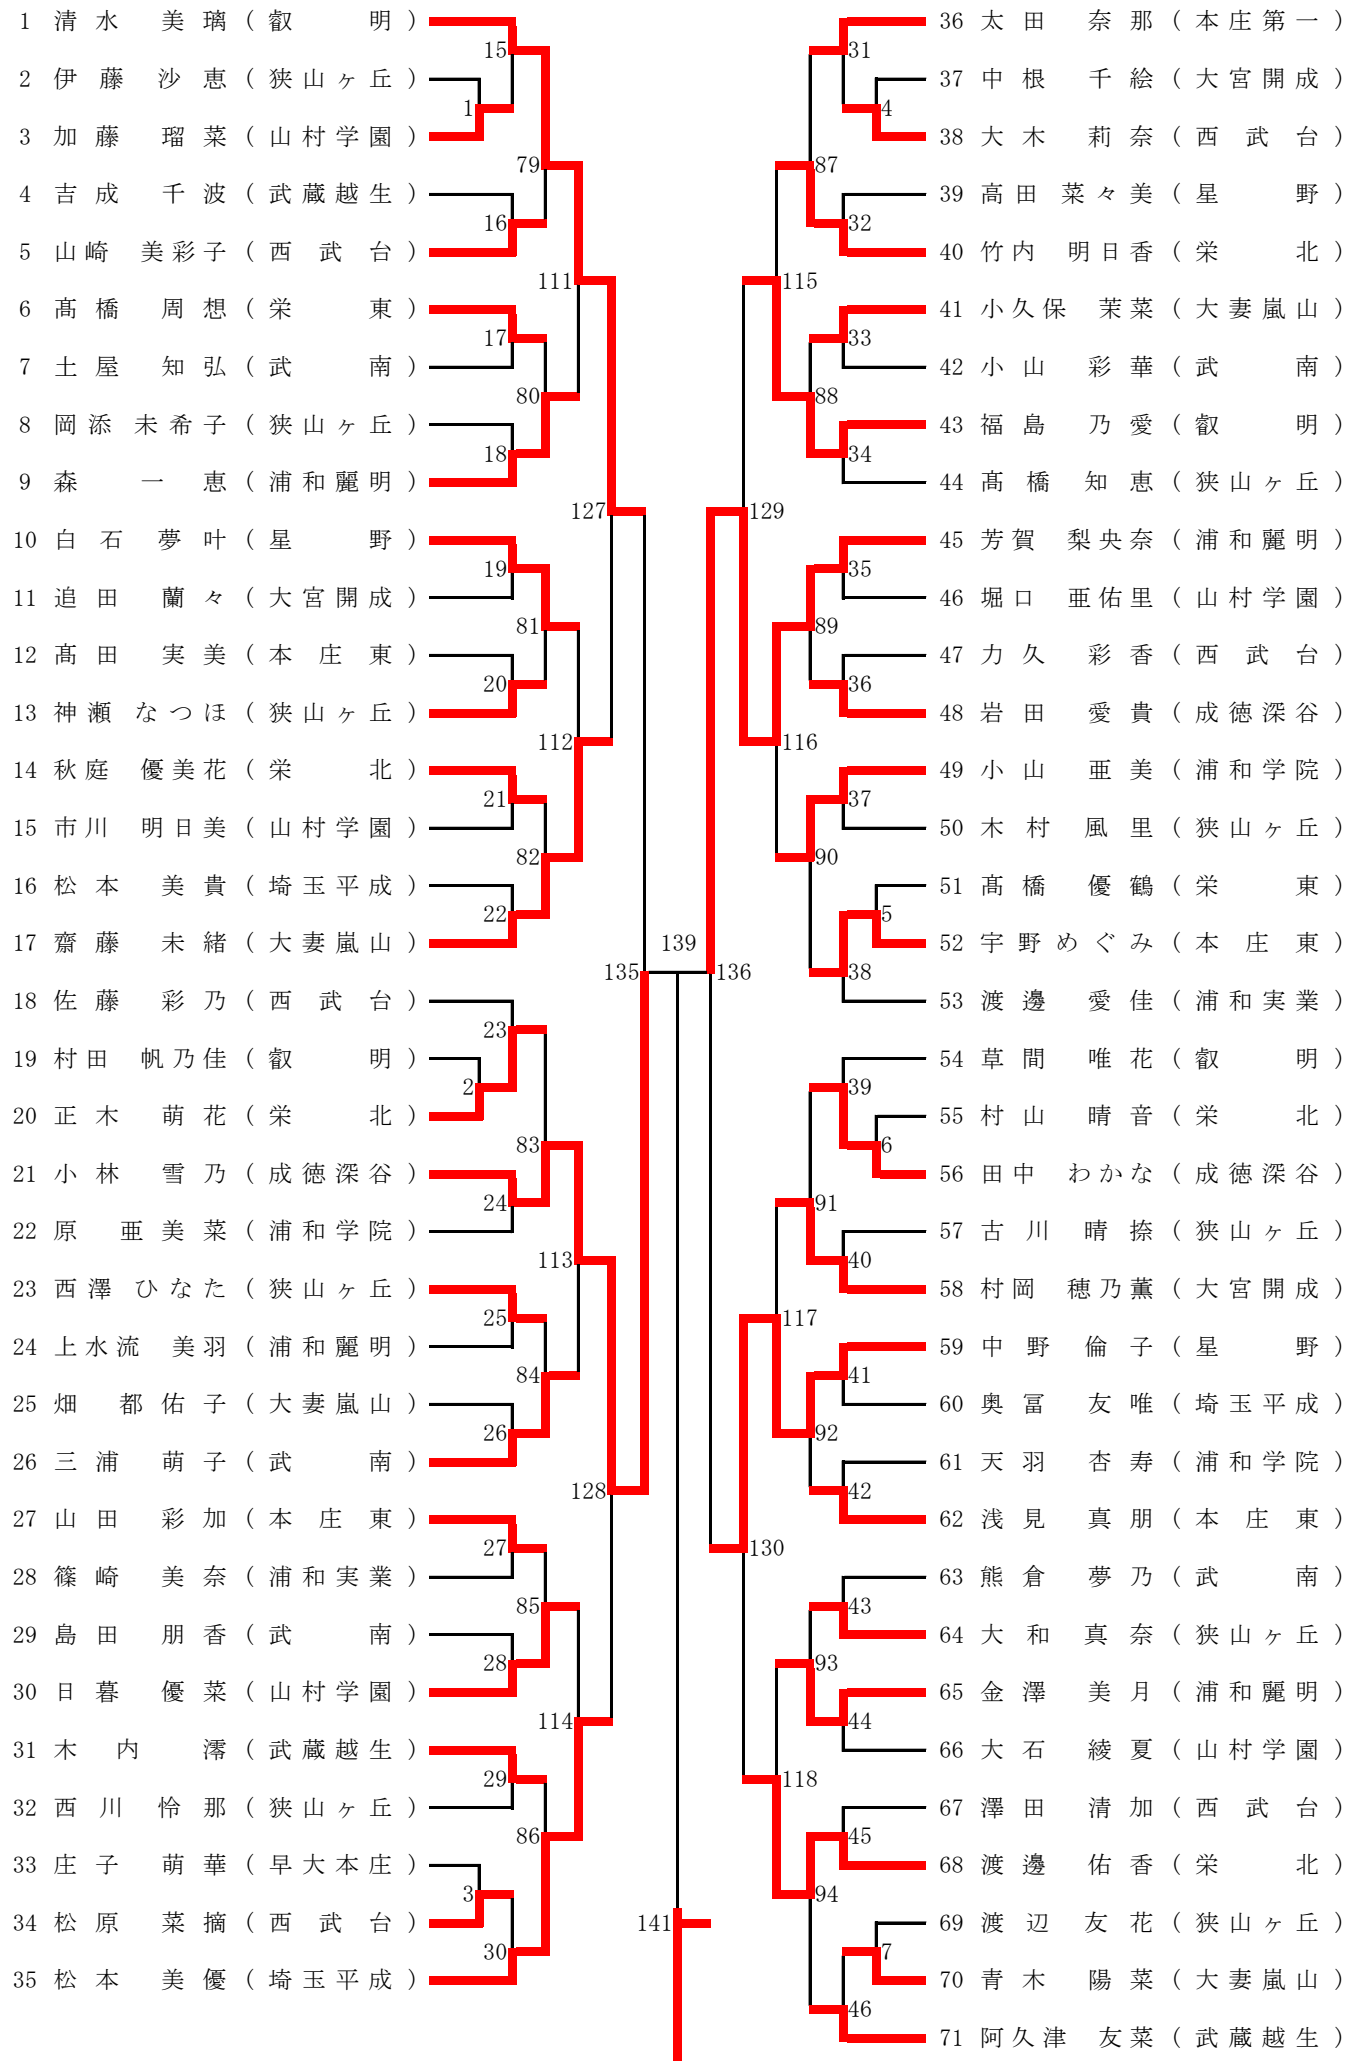 1 清水 美璃 (叡 明)
2 伊藤 沙恵 (狭山ヶ丘)
3 加藤 瑠菜 (山村学園)
4 吉成 千波 (武蔵越生)
5 山崎 美彩子 (西武台)
6 髙橋 周想 (栄 東)
7 土屋 知弘 (武 南)
8 岡添 未希子 (狭山ヶ丘)
9 森 一恵 (浦和麗明)
10 白石 夢叶 (星 野)
11 追田 蘭々 (大宮開成)
12 髙田 実美 (本庄東)
13 神瀬 なつほ (狭山ヶ丘)
14 秋庭 優美花 (栄 北)
15 市川 明日美 (山村学園)
16 松本 美貴 (埼玉平成)
17 齋藤 未緒 (大妻嵐山)
18 佐藤 彩乃 (西武台)
19 村田 帆乃佳 (叡 明)
20 正木 萌花 (栄 北)
21 小林 雪乃 (成徳深谷)
22 原 亜美菜 (浦和学院)
23 西澤 ひなた (狭山ヶ丘)
24 上水流 美羽 (浦和麗明)
25 畑 都佑子 (大妻嵐山)
26 三浦 萌子 (武 南)
27 山田 彩加 (本庄東)
28 篠崎 美奈 (浦和実業)
29 島田 朋香 (武 南)
30 日暮 優菜 (山村学園)
31 木内 澪 (武蔵越生)
32 西川 怜那 (狭山ヶ丘)
33 庄子 萌華 (早大本庄)
34 松原 菜摘 (西武台)
35 松本 美優 (埼玉平成)
15
1
79
16
111
17
80
18
127
19
81
20
112
21
82
22
135
23
2
83
24
113
25
84
26
128
27
85
28
114
29
86
3
30
139
141
31
4
87
32
115
33
88
34
129
35
89
36
116
37
90
5
38
136
39
6
91
40
117
41
92
42
130
43
93
44
118
45
94
7
46
36 太田 奈那 (本庄第一)
37 中根 千絵 (大宮開成)
38 大木 莉奈 (西武台)
39 高田 菜々美 (星 野)
40 竹内 明日香 (栄 北)
41 小久保 茉菜 (大妻嵐山)
42 小山 彩華 (武 南)
43 福島 乃愛 (叡 明)
44 髙橋 知恵 (狭山ヶ丘)
45 芳賀 梨央奈 (浦和麗明)
46 堀口 亜佑里 (山村学園)
47 力久 彩香 (西武台)
48 岩田 愛貴 (成徳深谷)
49 小山 亜美 (浦和学院)
50 木村 風里 (狭山ヶ丘)
51 髙橋 優鶴 (栄 東)
52 宇野めぐみ (本庄東)
53 渡邊 愛佳 (浦和実業)
54 草間 唯花 (叡 明)
55 村山 晴音 (栄 北)
56 田中 わかな (成徳深谷)
57 古川 晴捺 (狭山ヶ丘)
58 村岡 穂乃薫 (大宮開成)
59 中野 倫子 (星 野)
60 奥冨 友唯 (埼玉平成)
61 天羽 杏寿 (浦和学院)
62 浅見 真朋 (本庄東)
63 熊倉 夢乃 (武 南)
64 大和 真奈 (狭山ヶ丘)
65 金澤 美月 (浦和麗明)
66 大石 綾夏 (山村学園)
67 澤田 清加 (西武台)
68 渡邊 佑香 (栄 北)
69 渡辺 友花 (狭山ヶ丘)
70 青木 陽菜 (大妻嵐山)
71 阿久津 友菜 (武蔵越生)